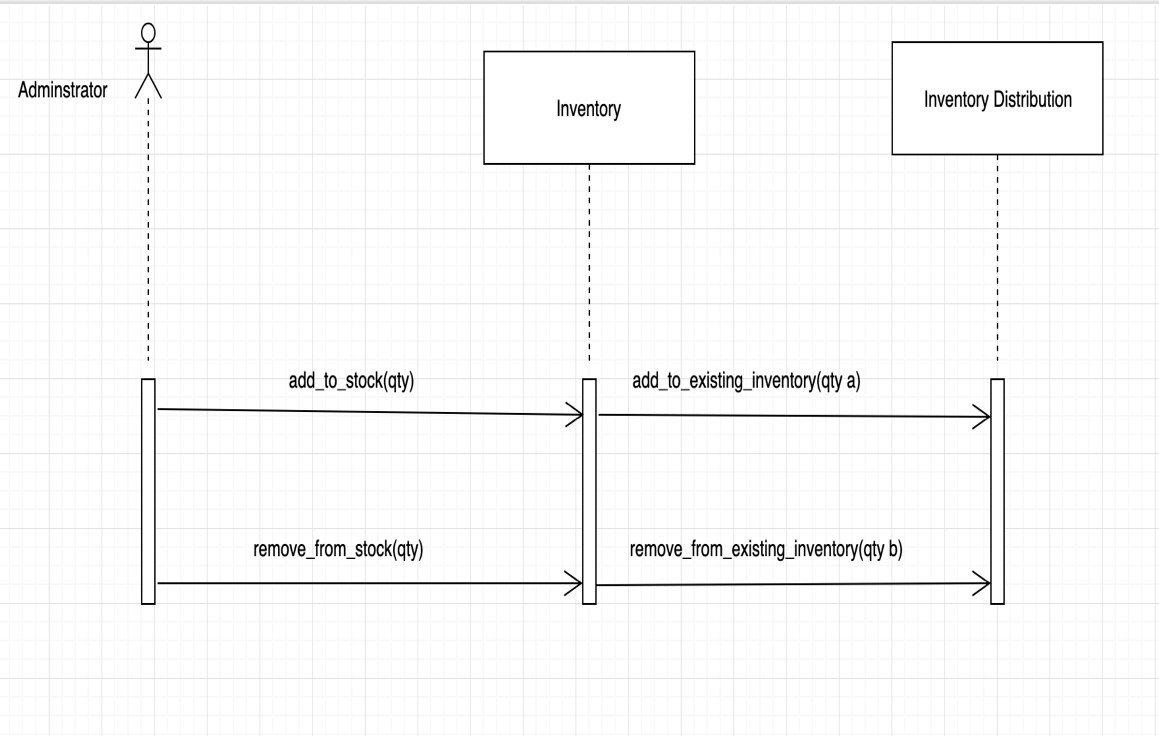 Adminstrator
Inventory
Inventory Distribution
add_to_stock(qty)
add_to_existing_inventory(qty a)
remove_from_stock(qty)
remove_from_existing_inventory(qty b)